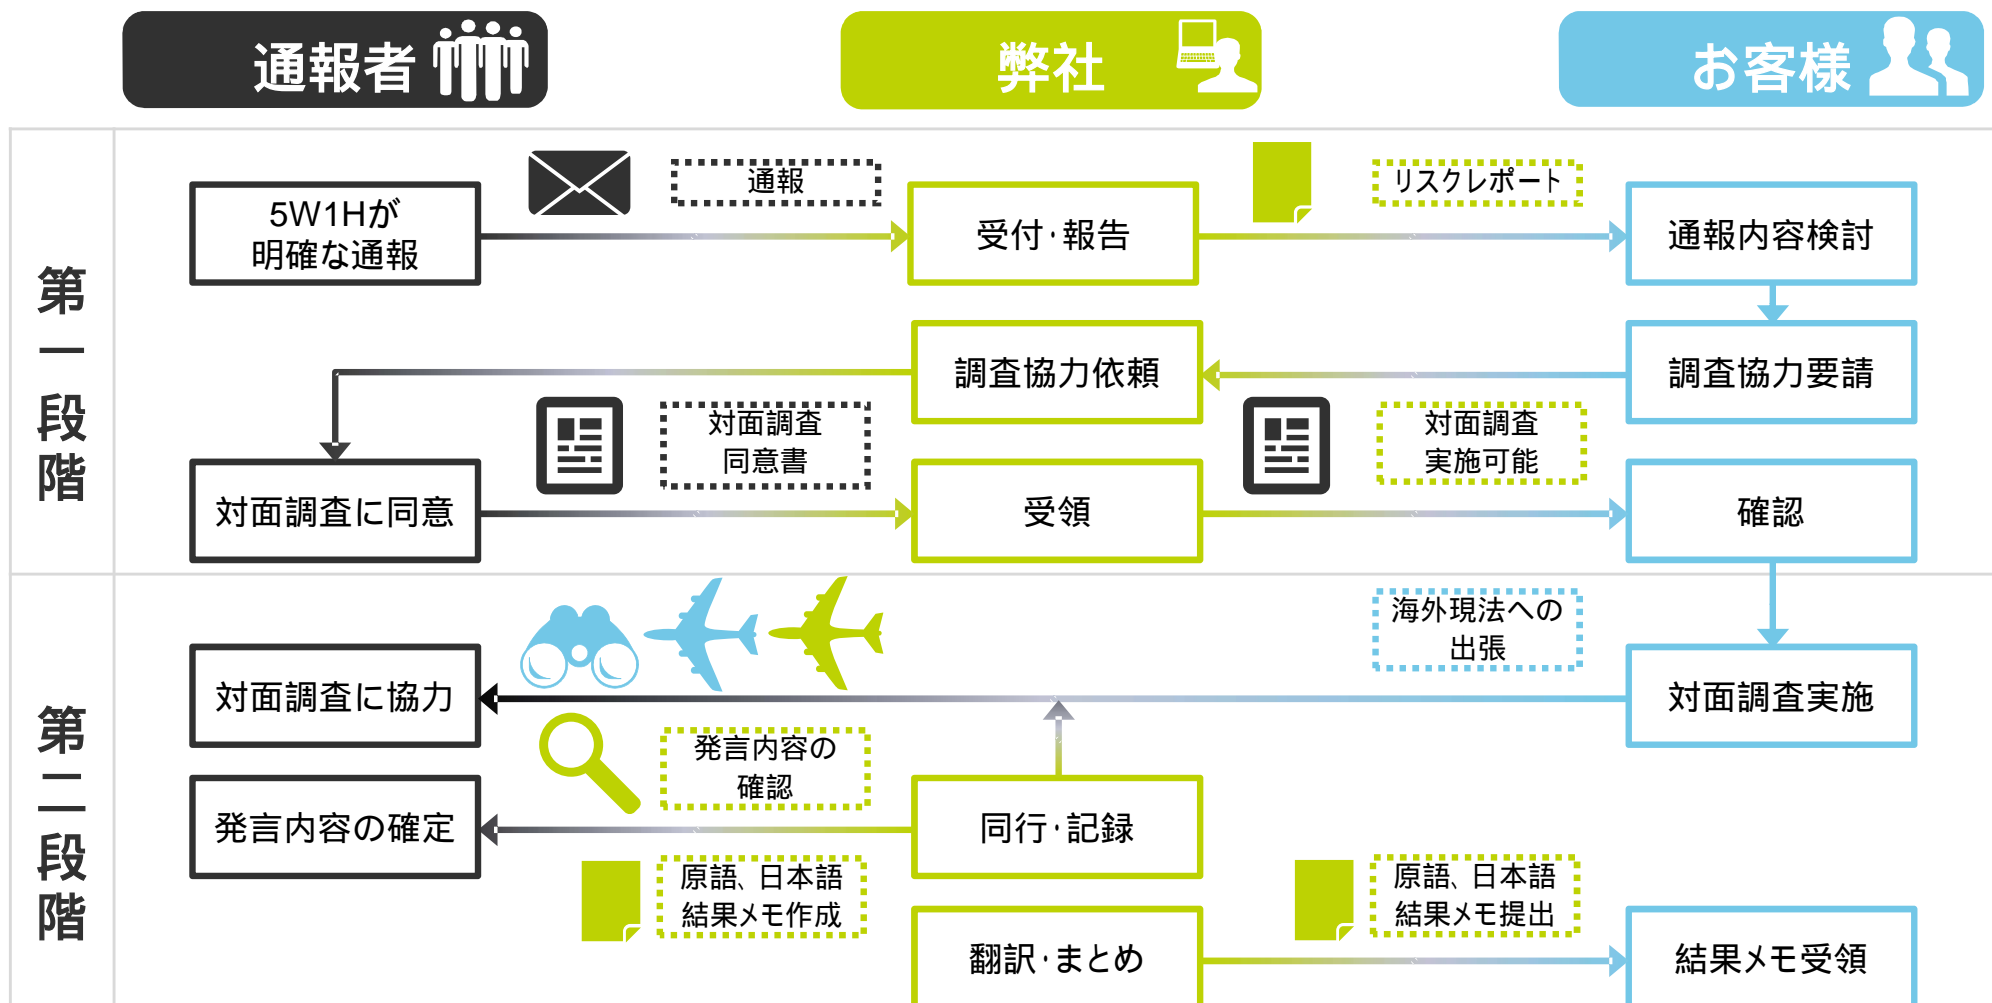 通報者
弊社
お客様
第一段階
通報
リスクレポート
5W1Hが
明確な通報
受付・報告
通報内容検討
調査協力依頼
調査協力要請
対面調査
同意書
対面調査
実施可能
対面調査に同意
受領
確認
第二段階
海外現法への
出張
対面調査に協力
対面調査実施
発言内容の
確認
発言内容の確定
同行・記録
原語、日本語
結果メモ作成
原語、日本語
結果メモ提出
翻訳・まとめ
結果メモ受領